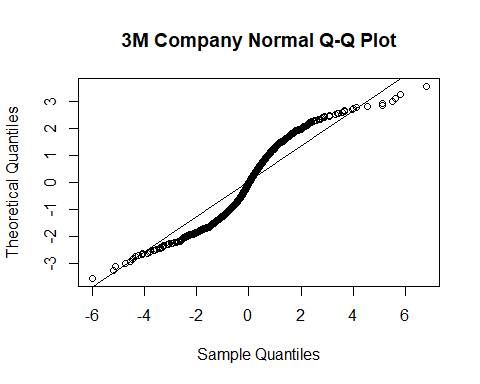 3M Company Normal Q-Q Plot
Theoretical Quantiles
3
2
1
0
-1
-2
-3
-6 -4 -2 0 2 4 6
Sample Quantiles